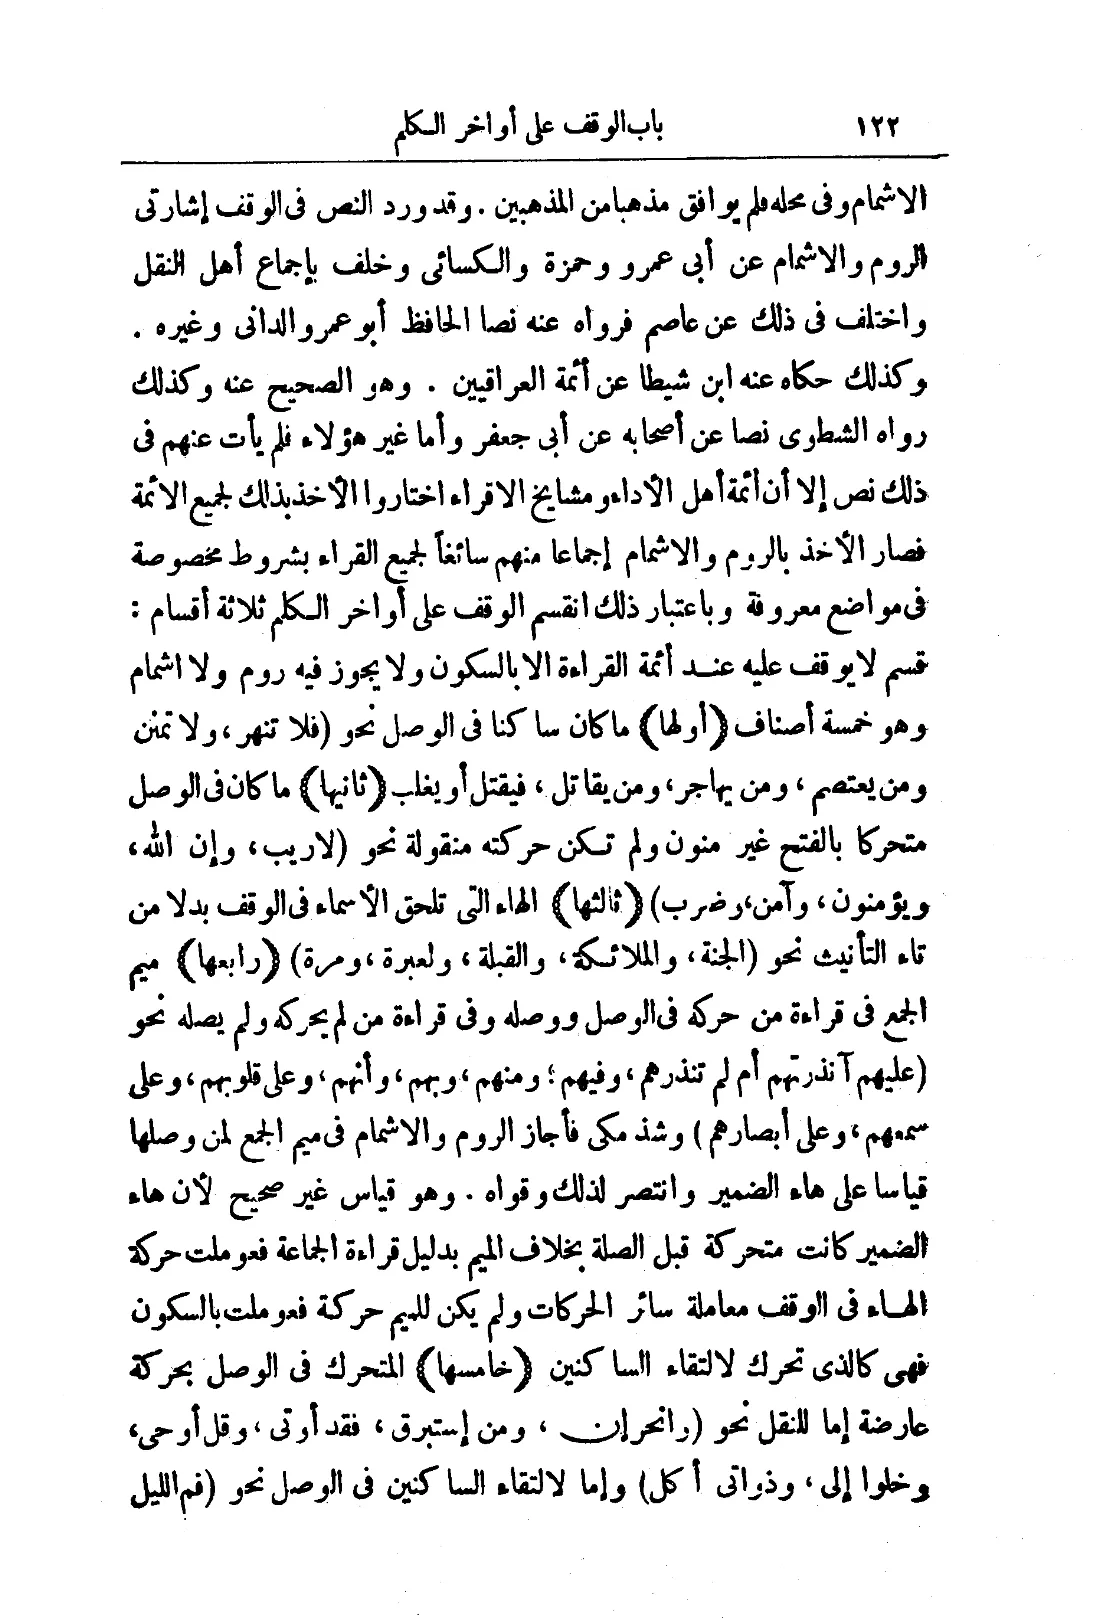 ١٢٢ باب الوقف على أواخر الكلم
الاشمام وفى محله فلم يوافق مذهبا من المذهبين . وقد ورد النص فى الوقف إشارتى
الروم والاشمام عن أبى عمرو وحمزة والكسائى وخلف بإجماع أهل النقل
واختلف فى ذلك عن عاصم فرواه عنه نصا الحافظ أبو عمرو الدانى وغيره .
وكذلك حكاه عنه ابن شيطا عن أئمة العراقيين . وهو الصحيح عنه وكذلك
رواه الشطوى نصا عن أصحابه عن أبى جعفر وأما غير هؤلاء فلم يأت عنهم فى
ذلك نص إلا أن أئمة أهل الأداء ومشايخ الاقراء اختاروا الأخذ بذلك لجميع الائمة
فصار الأخذ بالروم والاشمام إجماعا منهم سائغاً لجميع القراء بشروط مخصوصة
فى مواضع معروفة وباعتبار ذلك انقسم الوقف على أواخر الكلم ثلاثة أقسام :
قسم لا يوقف عليه عند أئمة القراءة الا بالسكون ولا يجوز فيه روم ولا اشمام
وهو خمسة أصناف (أولها) ما كان ساكنا فى الوصل نحو (فلا تنهر، ولا تمنن
ومن يعتصم ، ومن يهاجر، ومن يقاتل ، فيقتل أو يغلب (ثانيها) ما كان فى الوصل
متحركا بالفتح غير منون ولم تكن حركته منقولة نحو (لاريب، وإن الله،
ويؤمنون ، وآمن،وضرب) (ثالثها) الهاء التى تلحق الأسماء فى الوقف بدلا من
تاء التأنيث نحو (الجنة، والملائكة، والقبلة، ولعبرة ،ومرة) (رابعها) ميم
الجمع فى قراءة من حركه فى الوصل ووصله وفى قراءة من لم يحركه ولم يصله نحو
(عليهم آنذرتهم أم لم تنذرهم ، وفيهم ؛ ومنهم ، وبهم ، وأنهم ، وعلى قلوبهم ، وعلى
سمعهم ، وعلى أبصارهم) وشذ مكى فأجاز الروم والاشمام فى ميم الجمع لمن وصلها
قياسا على هاء الضمير وانتصر لذلك وقواه . وهو قياس غير صحيح لأن هاء
الضمير كانت متحركة قبل الصلة بخلاف الميم بدليل قراءة الجماعة فعوملت حركة
الهاء فى الوقف معاملة سائر الحركات ولم يكن للميم حركة فعوملت بالسكون
فهى كالذى تحرك لالتقاء الساكنين (خامسها) المتحرك فى الوصل بحركة
عارضة إما للنقل نحو (وانحر إن ، ومن إستبرق ، فقد أوتى ، وقل أوحى،
وخلوا إلى ، وذواتى أكل) وإما لالتقاء الساكنين فى الوصل نحو (قم الليل